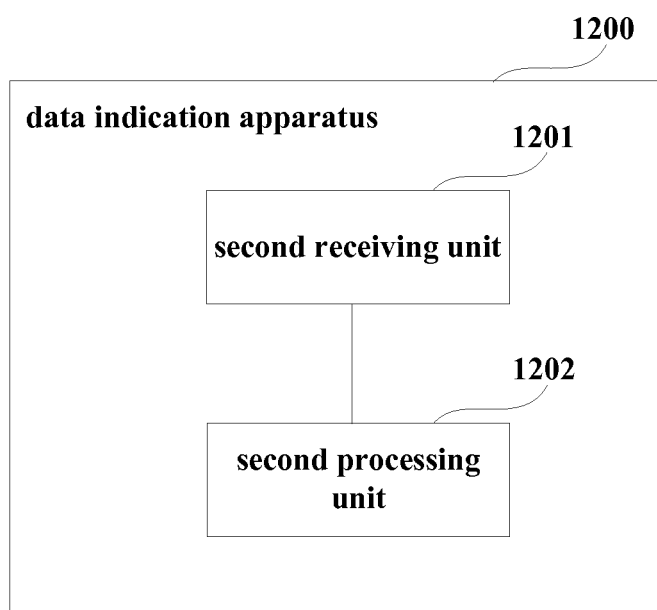 1200
data indication apparatus
1201
second receiving unit
1202
second processing
unit